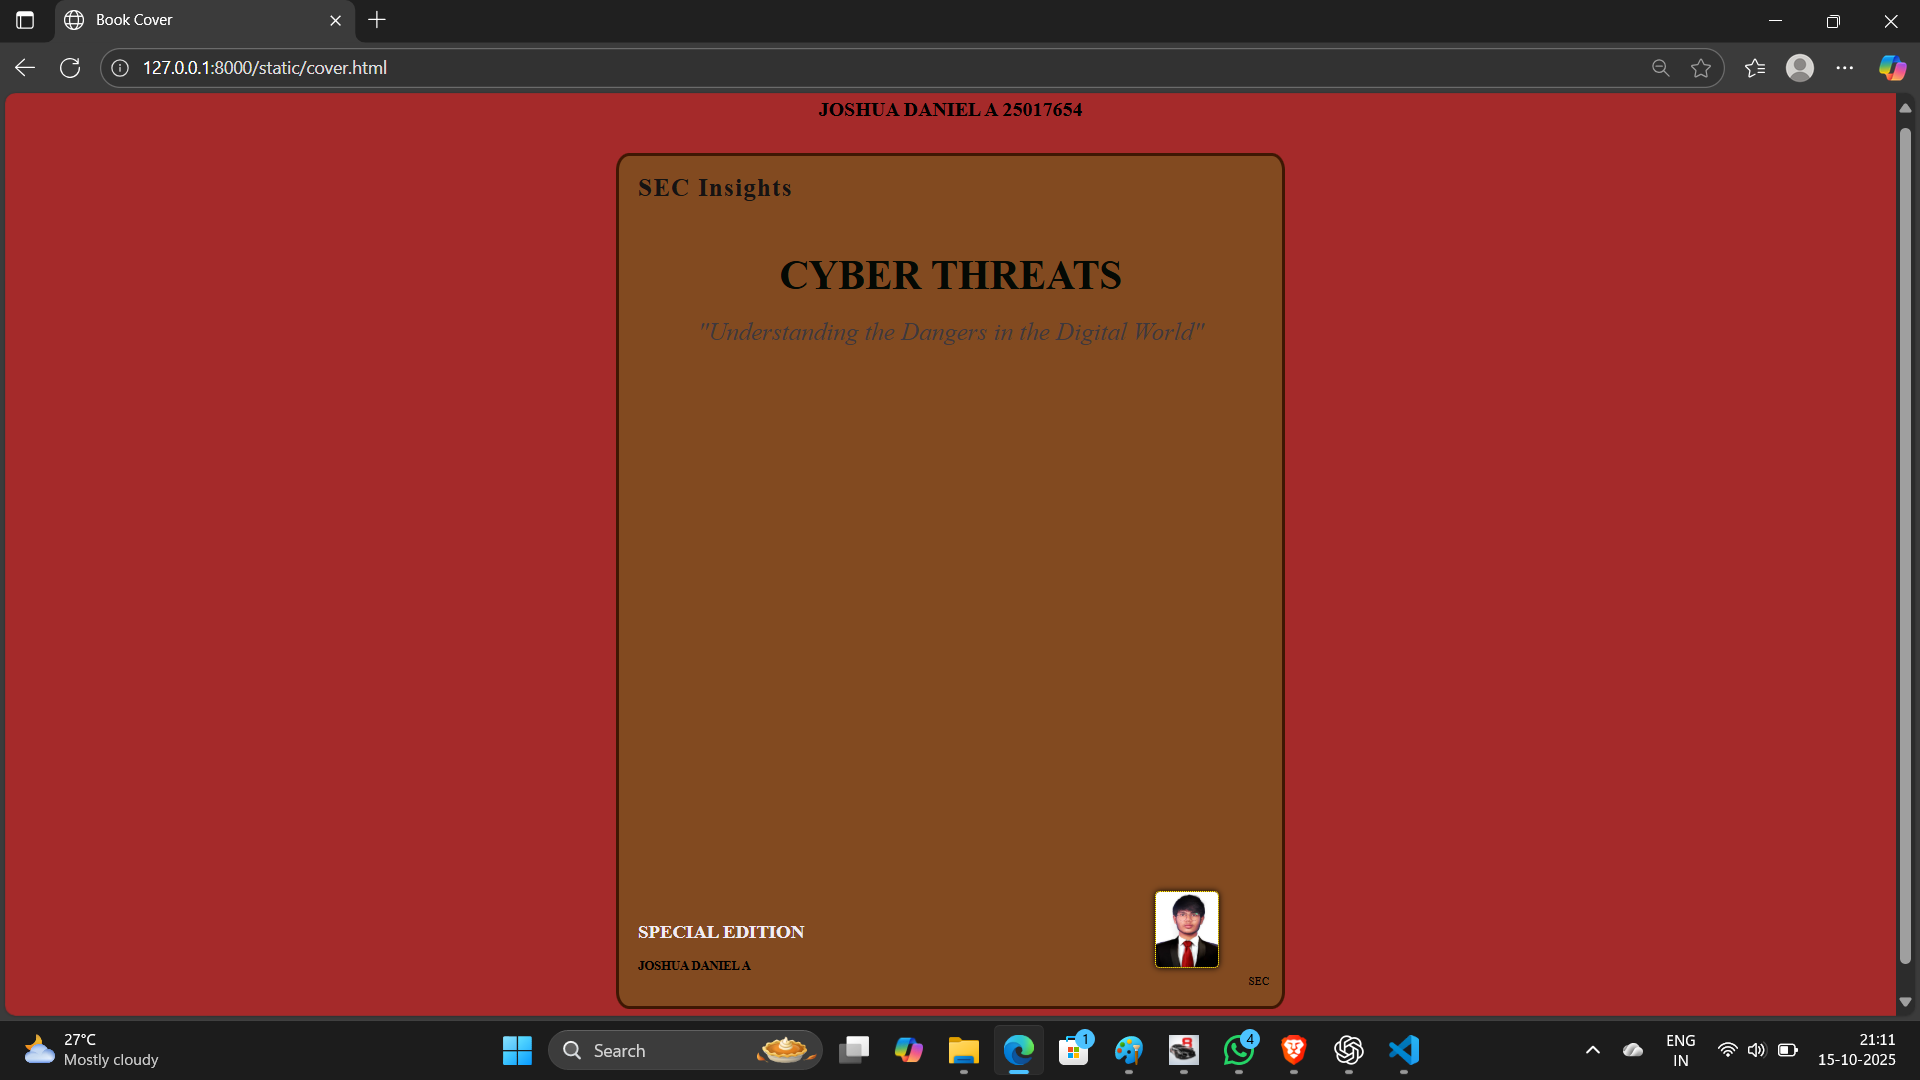 Book Cover
127.0.0.1:8000/static/cover.html
JOSHUA DANIEL A 25017654
SEC Insights
CYBER THREATS
"Understanding the Dangers in the Digital World"
SPECIAL EDITION
JOSHUA DANIEL A
SEC
27°C
Mostly cloudy
Search
1
4
ENG
IN
21:11
15-10-2025